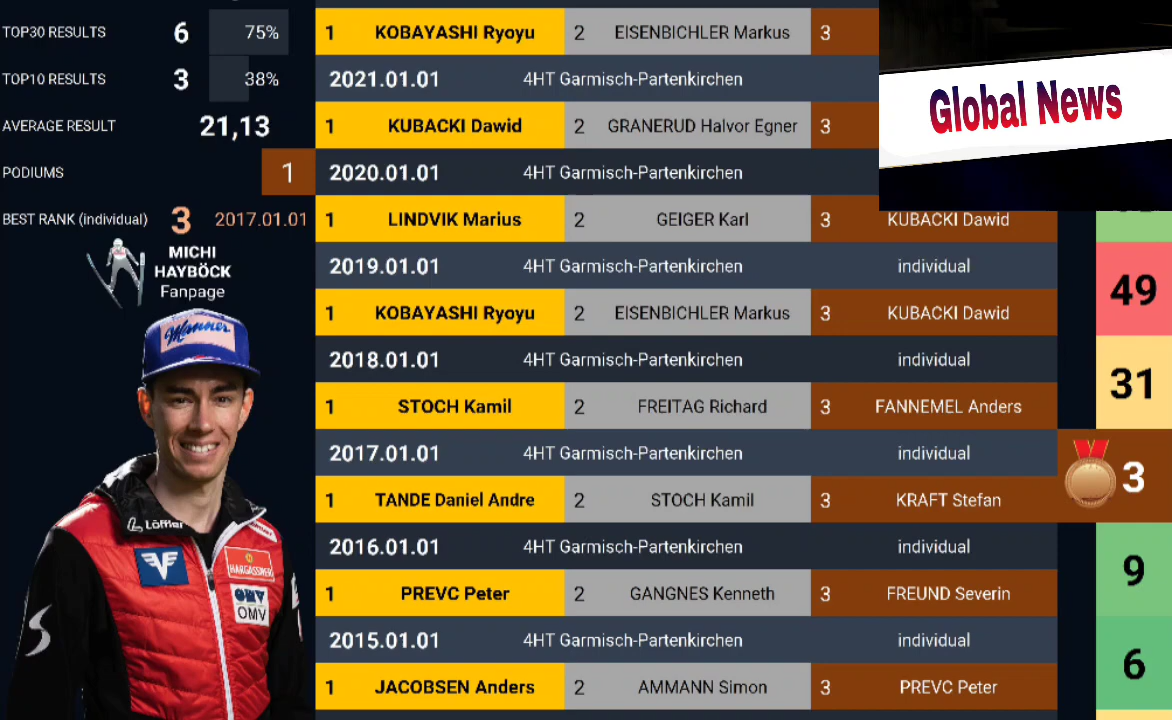 TOP30 RESULTS 6 75%
TOP10 RESULTS 3 38%
AVERAGE RESULT 21,13
PODIUMS 1
BEST RANK (individual) 3 2017.01.01
MICHI
HAYBÖCK
Fanpage
Manner
Löffler
HARGASSNER
OMV
OMV
1 KOBAYASHI Ryoyu 2 EISENBICHLER Markus 3
2021.01.01 4HT Garmisch-Partenkirchen
1 KUBACKI Dawid 2 GRANERUD Halvor Egner 3
2020.01.01 4HT Garmisch-Partenkirchen
1 LINDVIK Marius 2 GEIGER Karl 3 KUBACKI Dawid
2019.01.01 4HT Garmisch-Partenkirchen individual 49
1 KOBAYASHI Ryoyu 2 EISENBICHLER Markus 3 KUBACKI Dawid
2018.01.01 4HT Garmisch-Partenkirchen individual 31
1 STOCH Kamil 2 FREITAG Richard 3 FANNEMEL Anders
2017.01.01 4HT Garmisch-Partenkirchen individual 3
1 TANDE Daniel Andre 2 STOCH Kamil 3 KRAFT Stefan
2016.01.01 4HT Garmisch-Partenkirchen individual 9
1 PREVC Peter 2 GANGNES Kenneth 3 FREUND Severin
2015.01.01 4HT Garmisch-Partenkirchen individual 6
1 JACOBSEN Anders 2 AMMANN Simon 3 PREVC Peter
Global News